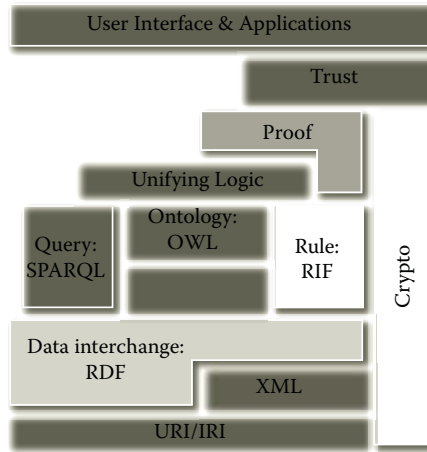 User Interface & Applications
Trust
Proof
Unifying Logic
Ontology:
OWL
Query:
SPARQL
Rule:
RIF
Crypto
Data interchange:
RDF
XML
URI/IRI